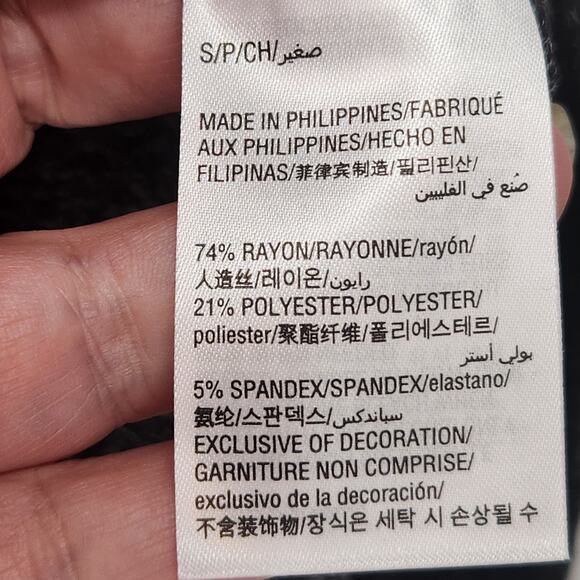 S/P/CH/صغير
MADE IN PHILIPPINES/FABRIQUÉ
AUX PHILIPPINES/HECHO EN
FILIPINAS/菲律宾制造/필리핀산/
صُنع في الفليبين
74% RAYON/RAYONNE/rayón/
人造丝/레이온/رايون
21% POLYESTER/POLYESTER/
poliester/聚酯纤维/폴리에스테르/
بولي أستر
5% SPANDEX/SPANDEX/elastano/
氨纶/스판덱스/سباندكس
EXCLUSIVE OF DECORATION/
GARNITURE NON COMPRISE/
exclusivo de la decoración/
不含装饰物/장식은 세탁 시 손상될 수